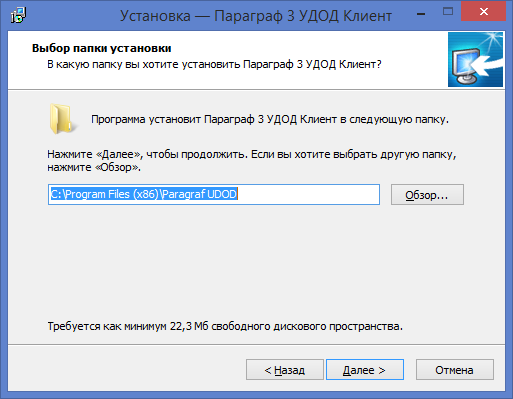 Установка — Параграф 3 УДОД Клиент
Выбор папки установки
В какую папку вы хотите установить Параграф 3 УДОД Клиент?
Программа установит Параграф 3 УДОД Клиент в следующую папку.
Нажмите «Далее», чтобы продолжить. Если вы хотите выбрать другую папку,
нажмите «Обзор».
C:\Program Files (x86)\Paragraf UDOD
Обзор...
Требуется как минимум 22,3 Мб свободного дискового пространства.
< Назад
Далее >
Отмена